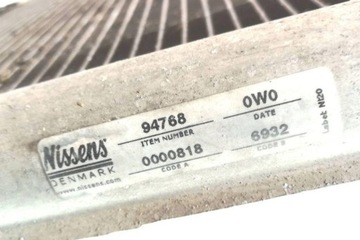 Nissens®
DENMARK
www.nissens.com
94768
ITEM NUMBER
0000818
CODE A
0W0
DATE
6932
CODE B
Label N120